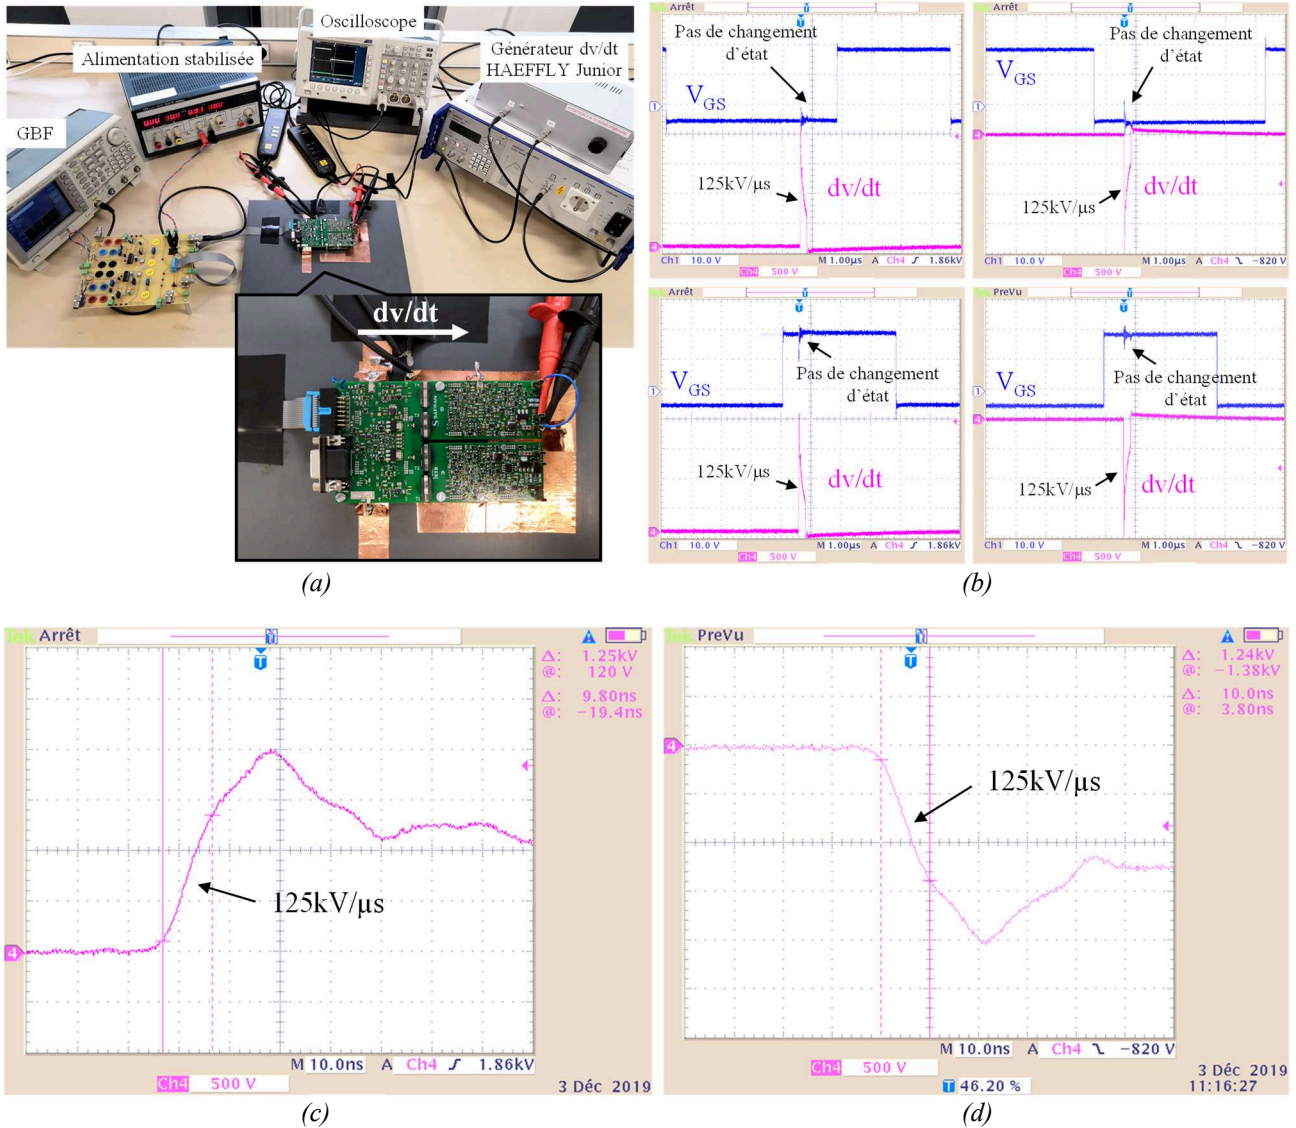 Oscilloscope
Alimentation stabilisée
Générateur dv/dt
HAEFFLY Junior
GBF
dv/dt
(a)
Tek Arrêt
Pas de changement
d'état
VGS
125kV/µs
dv/dt
Ch1 10.0 V M 1.00µs A Ch4 1.86kV
Ch4 500 V
Tek Arrêt
Pas de changement
d'état
VGS
125kV/µs
dv/dt
Ch1 10.0 V M 1.00µs A Ch4 -820 V
Ch4 500 V
Tek Arrêt
VGS
Pas de changement
d'état
125kV/µs
dv/dt
Ch1 10.0 V M 1.00µs A Ch4 1.86kV
Ch4 500 V
Tek PreVu
VGS
Pas de changement
d'état
125kV/µs
dv/dt
Ch1 10.0 V M 1.00µs A Ch4 -820 V
Ch4 500 V
(b)
Tek Arrêt
Δ: 1.25kV
@: 120 V
Δ: 9.80ns
@: -19.4ns
125kV/µs
M 10.0ns A Ch4 1.86kV
Ch4 500 V
3 Déc 2019
(c)
Tek PreVu
Δ: 1.24kV
@: -1.38kV
Δ: 10.0ns
@: 3.80ns
125kV/µs
M 10.0ns A Ch4 -820 V
Ch4 500 V
46.20 %
3 Déc 2019
11:16:27
(d)